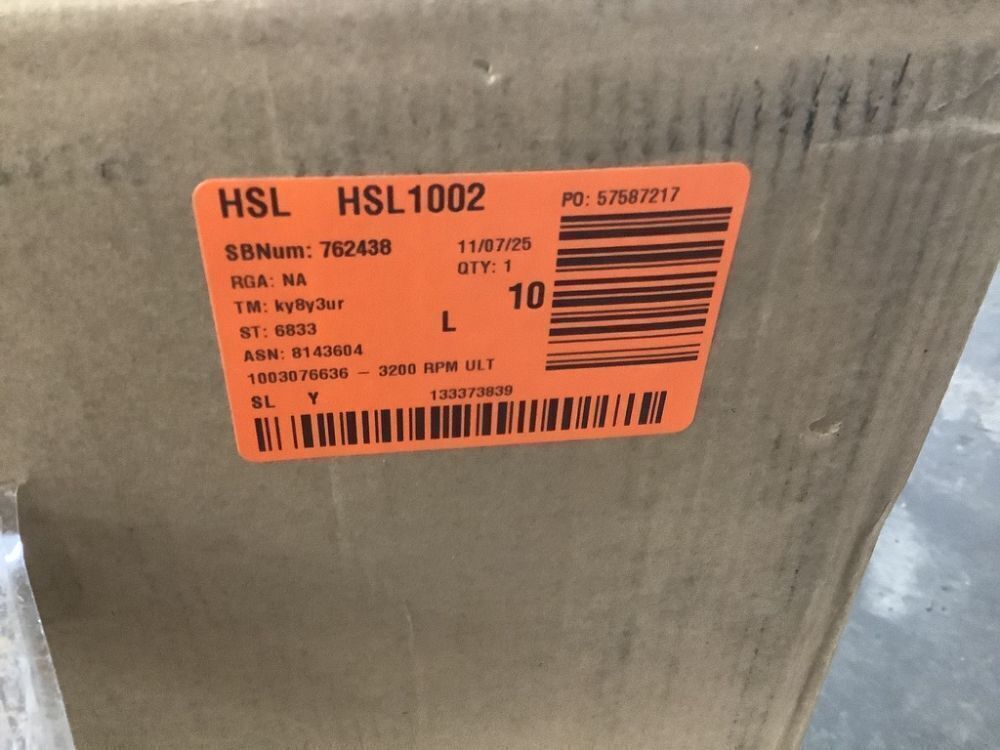 HSL HSL1002
PO: 57587217
SBNum: 762438
11/07/25
RGA: NA
QTY: 1
TM: ky8y3ur
10
ST: 6833
L
ASN: 8143604
1003076636 – 3200 RPM ULT
SL Y
133373839